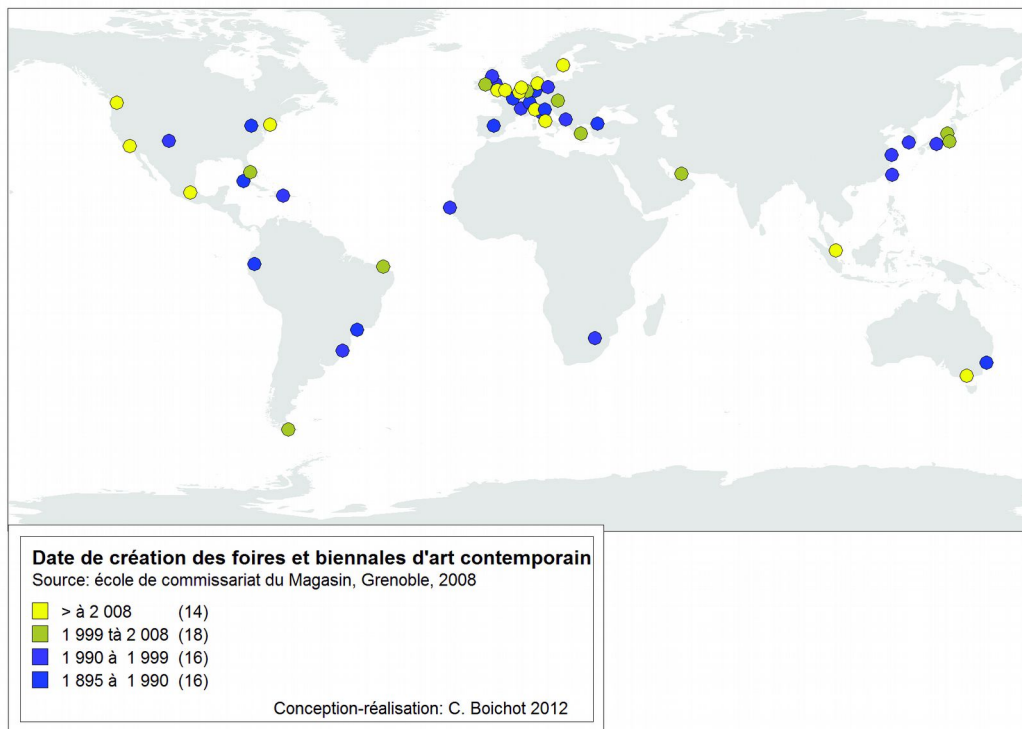 Date de création des foires et biennales d'art contemporain
Source: école de commissariat du Magasin, Grenoble, 2008
> à 2 008 (14)
1 999 tà 2 008 (18)
1 990 à 1 999 (16)
1 895 à 1 990 (16)
Conception-réalisation: C. Boichot 2012